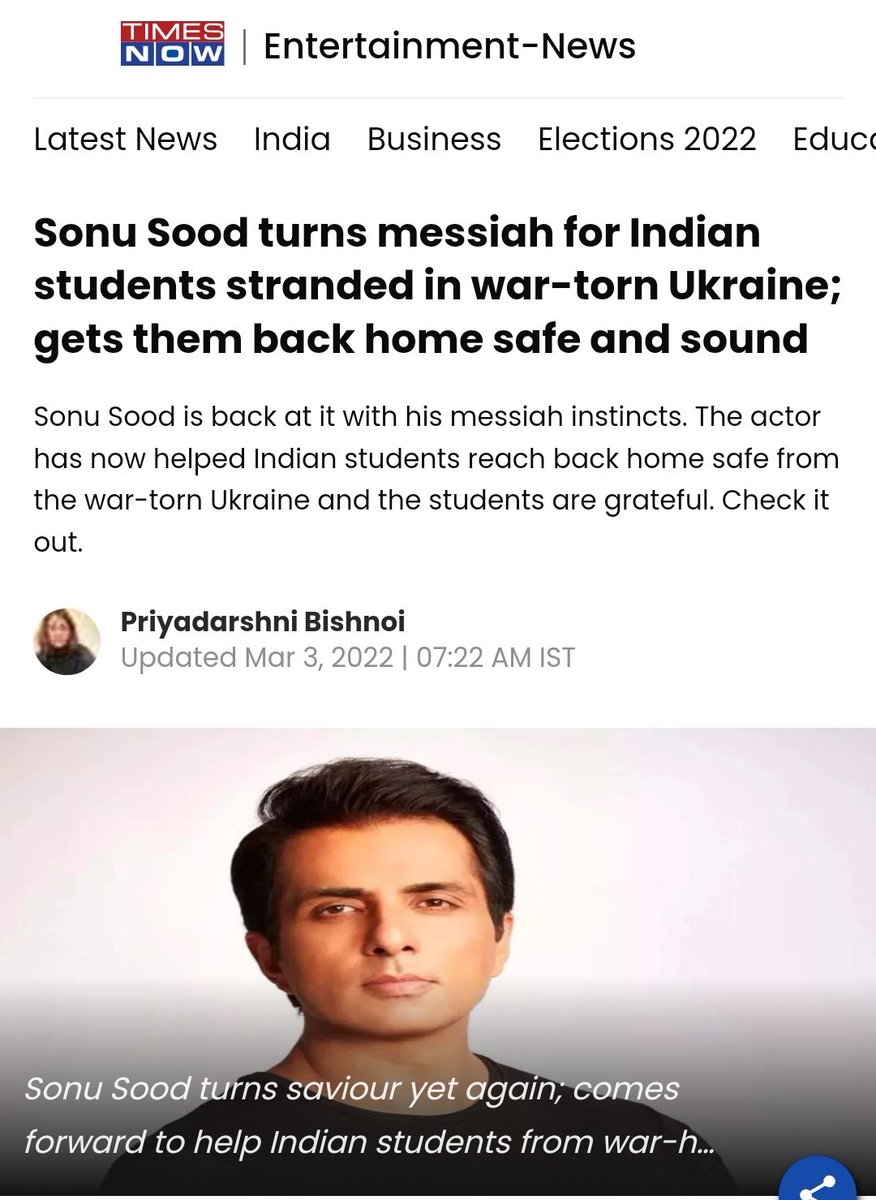 TIMES
NOW | Entertainment-News
Latest News India Business Elections 2022 Educ
Sonu Sood turns messiah for Indian
students stranded in war-torn Ukraine;
gets them back home safe and sound
Sonu Sood is back at it with his messiah instincts. The actor
has now helped Indian students reach back home safe from
the war-torn Ukraine and the students are grateful. Check it
out.
Priyadarshni Bishnoi
Updated Mar 3, 2022 | 07:22 AM IST
Sonu Sood turns saviour yet again; comes
forward to help Indian students from war-h...